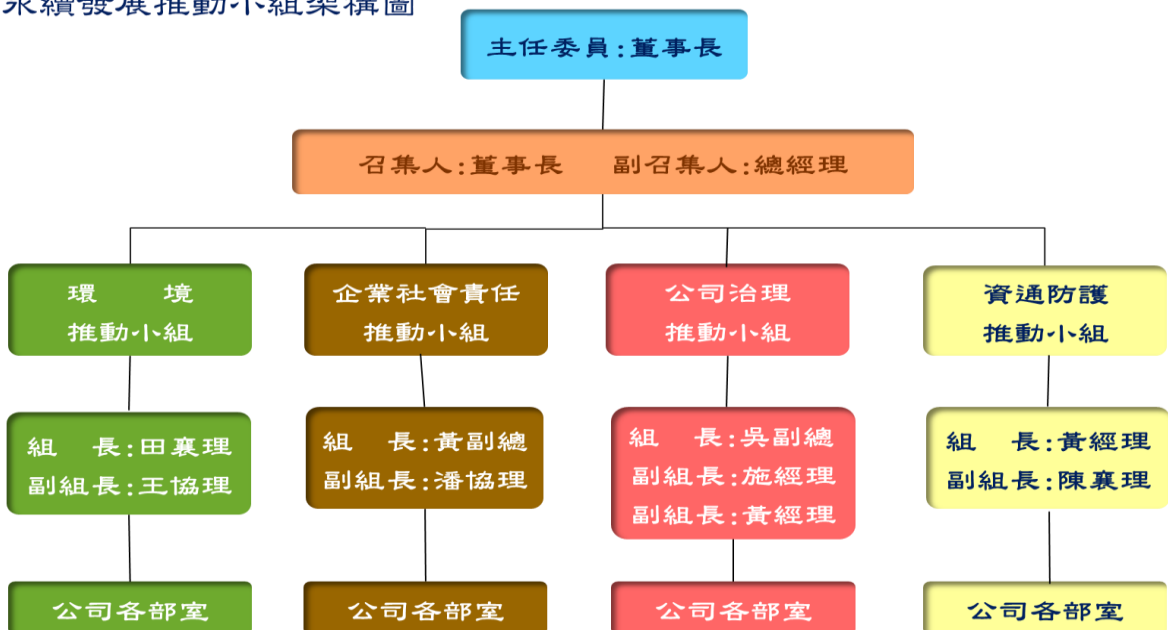 永續發展推動小組架構圖
主任委員:董事長
召集人:董事長 副召集人:總經理
環 境
推動小組
企業社會責任
推動小組
公司治理
推動小組
資通防護
推動小組
組 長:田襄理
副組長:王協理
組 長:黃副總
副組長:潘協理
組 長:吳副總
副組長:施經理
副組長:黃經理
組 長:黃經理
副組長:陳襄理
公司各部室
公司各部室
公司各部室
公司各部室